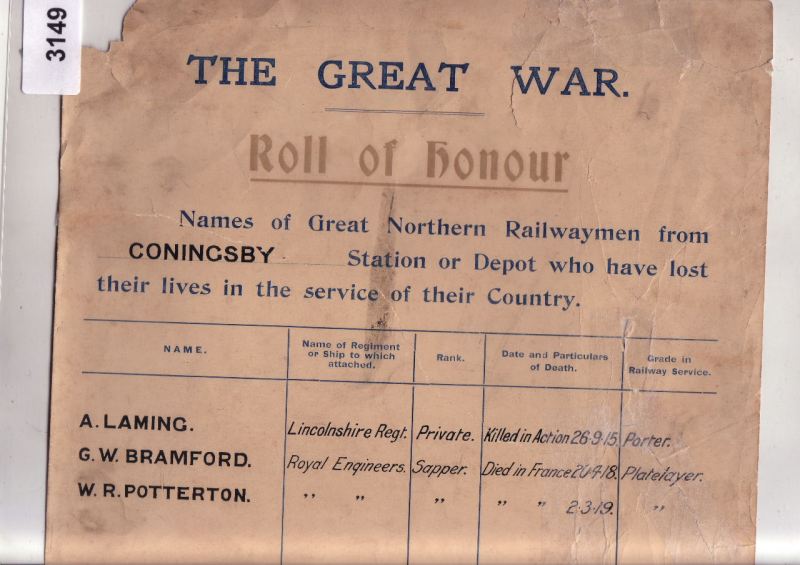 3149
THE GREAT WAR.
Roll of Honour
Names of Great Northern Railwaymen from
CONINGSBY Station or Depot who have lost
their lives in the service of their Country.
NAME. Name of Regiment or Ship to which attached. Rank. Date and Particulars of Death. Grade in Railway Service.
A. LAMING. Lincolnshire Regt. Private. Killed in Action 26·9·15. Porter.
G. W. BRAMFORD. Royal Engineers. Sapper. Died in France Platelayer.
W. R. POTTERTON. " " " " " 2·3·19. "